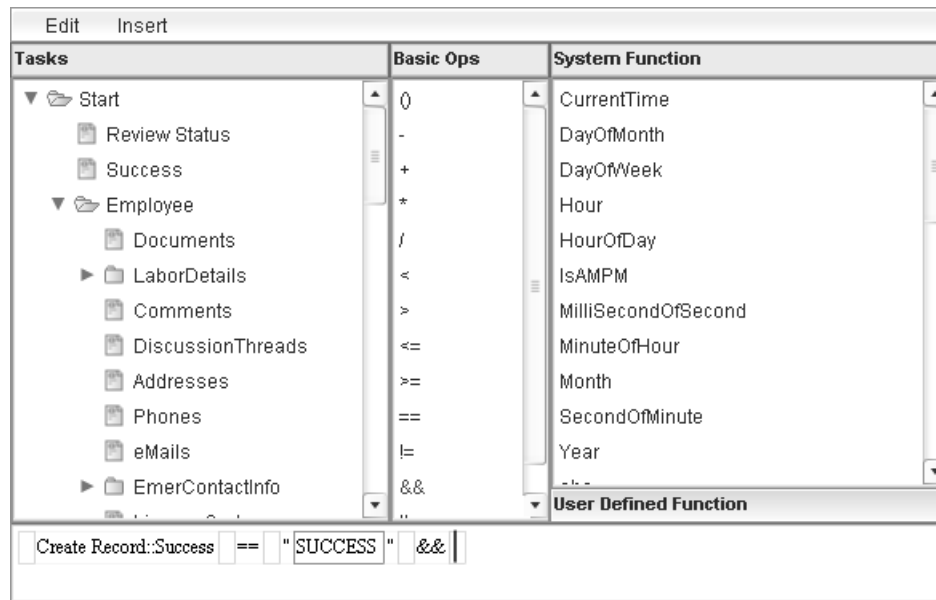 Edit Insert
Tasks
Start
Review Status
Success
Employee
Documents
LaborDetails
Comments
DiscussionThreads
Addresses
Phones
eMails
EmerContactInfo
Basic Ops
()
-
+
*
/
<
>
<=
>=
==
!=
&&
System Function
CurrentTime
DayOfMonth
DayOfWeek
Hour
HourOfDay
IsAMPM
MilliSecondOfSecond
MinuteOfHour
Month
SecondOfMinute
Year
User Defined Function
Create Record::Success == " SUCCESS " &&